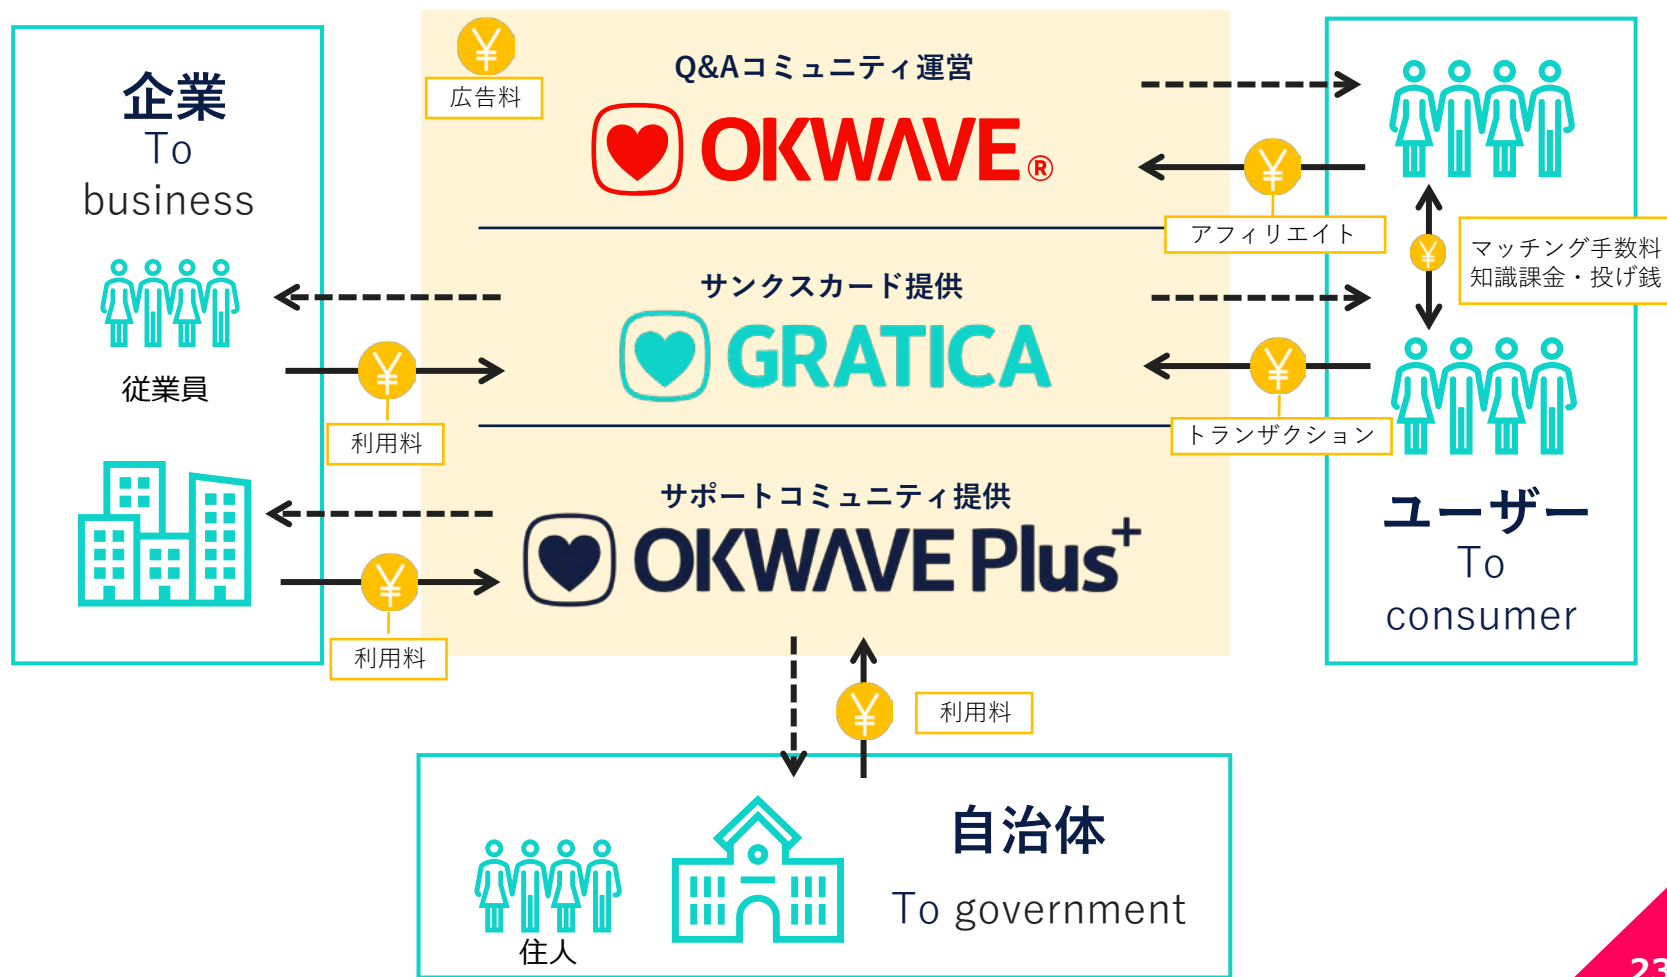 企業
To
business
従業員
利用料
利用料
¥
広告料
Q&Aコミュニティ運営
OKWAVE®
サンクスカード提供
GRATICA
サポートコミュニティ提供
OKWAVE Plus+
¥
アフィリエイト
¥
トランザクション
¥
マッチング手数料
知識課金・投げ銭
ユーザー
To
consumer
¥
¥
¥
利用料
住人
自治体
To government
23